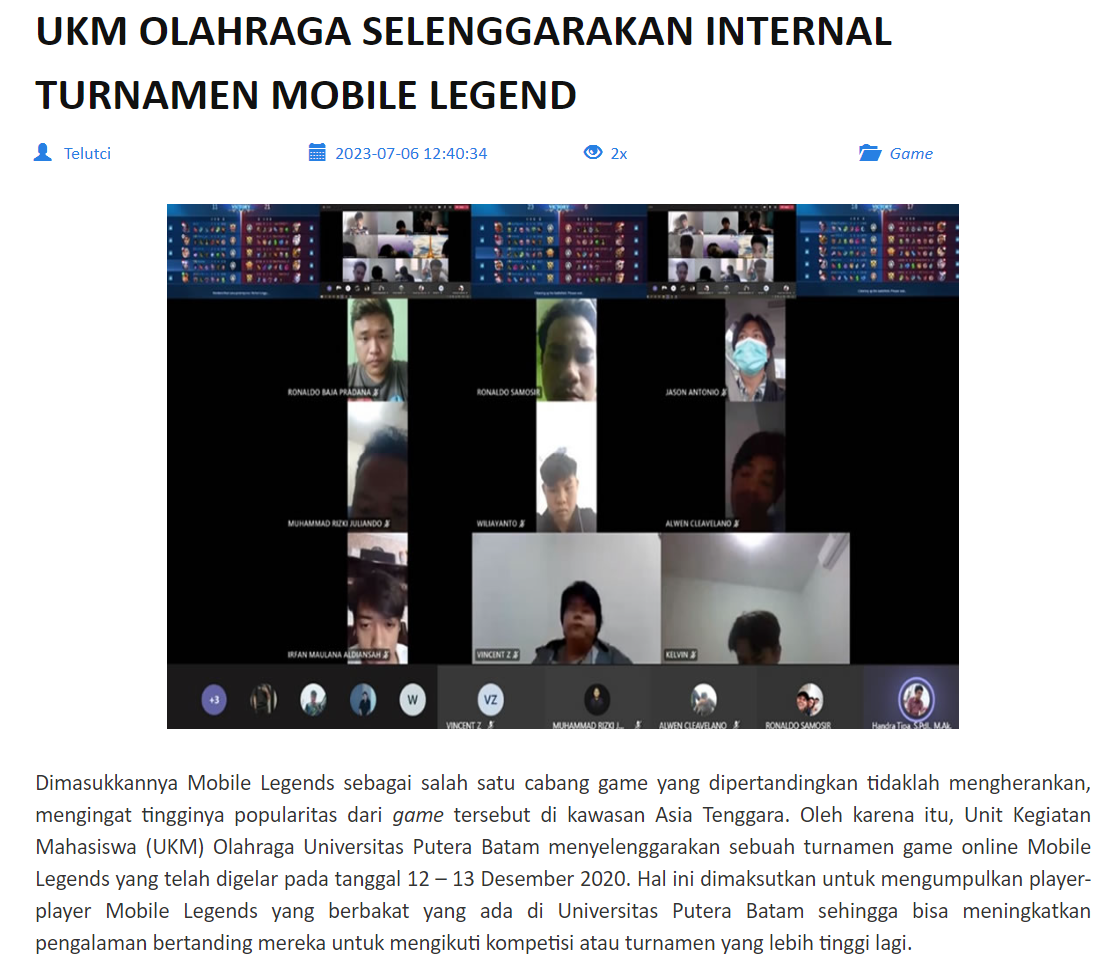 UKM OLAHRAGA SELENGGARAKAN INTERNAL
TURNAMEN MOBILE LEGEND
Telutci 2023-07-06 12:40:34 2x Game
VICTORY VICTORY VICTORY
RONALDO BAJA PRADANA RONALDO SAMOSIR JASON ANTONIO
MUHAMMAD RIZKI JULIANDO WILIAYANTO ALWEN CLEAVELANO
IRFAN MAULANA ALDIANSAH VINCENT Z KELVIN
+3 W VZ
VINCENT Z MUHAMMAD RIZKI J... ALWEN CLEAVELANO RONALDO SAMOSIR Handra Tipa, S.PdI., M.Ak.
Dimasukkannya Mobile Legends sebagai salah satu cabang game yang dipertandingkan tidaklah mengherankan,
mengingat tingginya popularitas dari game tersebut di kawasan Asia Tenggara. Oleh karena itu, Unit Kegiatan
Mahasiswa (UKM) Olahraga Universitas Putera Batam menyelenggarakan sebuah turnamen game online Mobile
Legends yang telah digelar pada tanggal 12 – 13 Desember 2020. Hal ini dimaksutkan untuk mengumpulkan player-
player Mobile Legends yang berbakat yang ada di Universitas Putera Batam sehingga bisa meningkatkan
pengalaman bertanding mereka untuk mengikuti kompetisi atau turnamen yang lebih tinggi lagi.